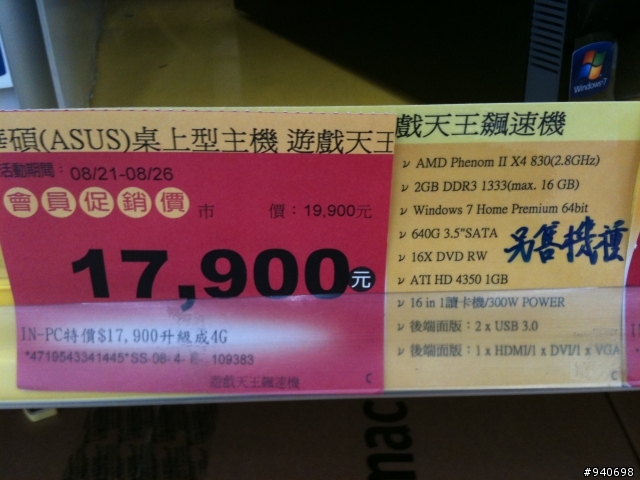 華碩(ASUS)桌上型主機 遊戲天王
活動期間：08/21-08/26
會員促銷價
市 價：19,900元
17,900元
IN-PC特價$17,900升級成4G
*4719543341445*SS-08-4-
109383
遊戲天王飆速機
C
戲天王飆速機
AMD Phenom II X4 830(2.8GHz)
2GB DDR3 1333(max. 16 GB)
Windows 7 Home Premium 64bit
640G 3.5"SATA
16X DVD RW
ATI HD 4350 1GB
16 in 1讀卡機/300W POWER
後端面版：2 x USB 3.0
後端面版：1 x HDMI/1 x DVI/1 x VGA
C
另售機種
Windows 7
mac
#940698